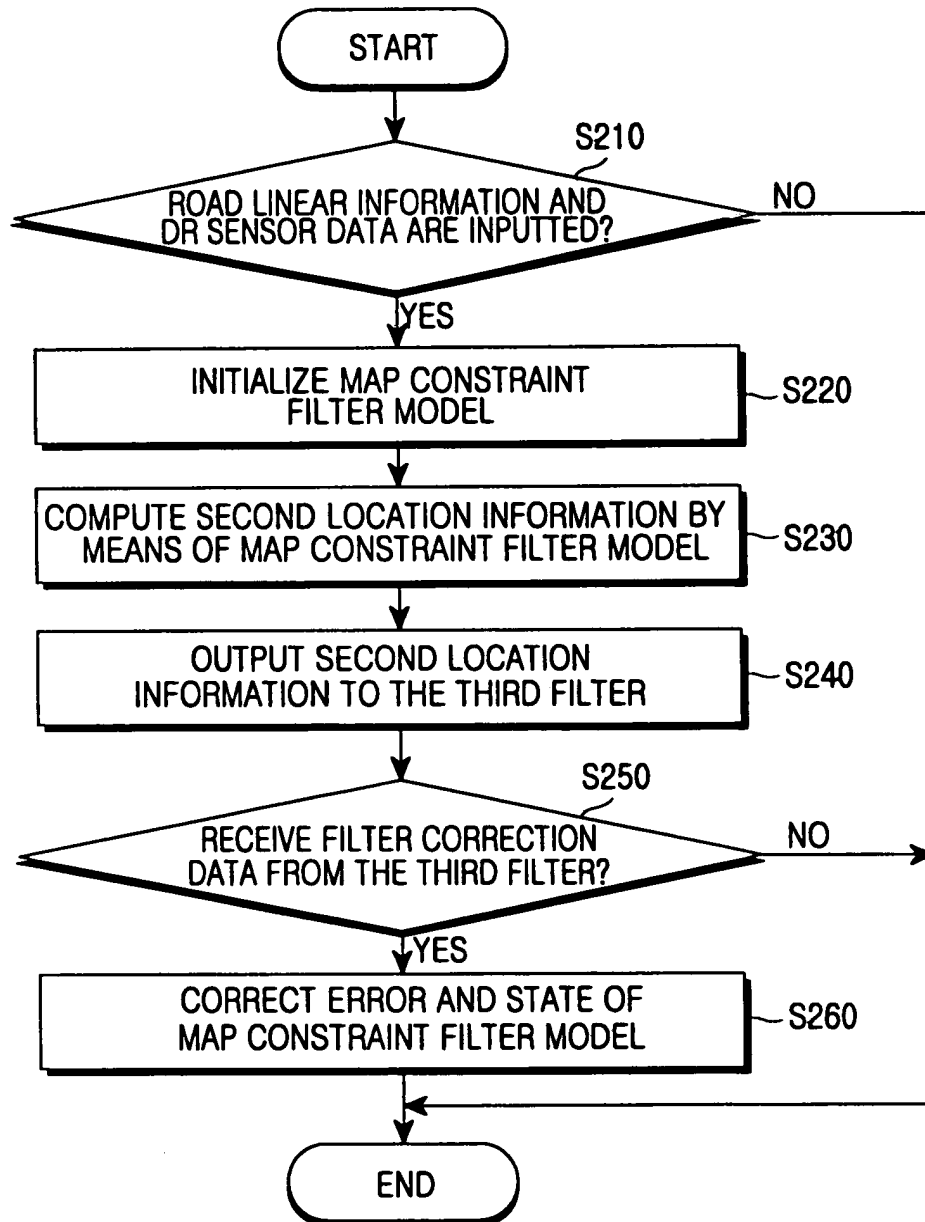 START
S210
ROAD LINEAR INFORMATION AND
DR SENSOR DATA ARE INPUTTED?
NO
YES
INITIALIZE MAP CONSTRAINT
FILTER MODEL
S220
COMPUTE SECOND LOCATION INFORMATION BY
MEANS OF MAP CONSTRAINT FILTER MODEL
S230
OUTPUT SECOND LOCATION
INFORMATION TO THE THIRD FILTER
S240
S250
RECEIVE FILTER CORRECTION
DATA FROM THE THIRD FILTER?
NO
YES
CORRECT ERROR AND STATE OF
MAP CONSTRAINT FILTER MODEL
S260
END